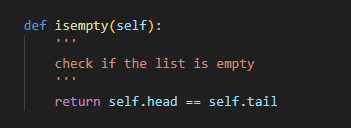 def isempty(self):
    '''
    check if the list is empty
    '''
    return self.head == self.tail